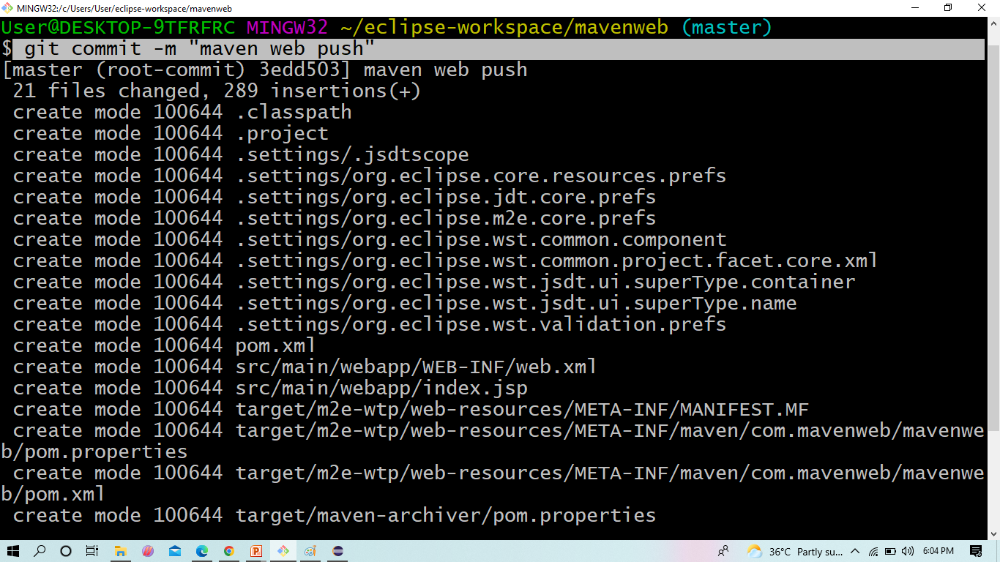 MINGW32:/c/Users/User/eclipse-workspace/mavenweb
User@DESKTOP-9TFRFRC MINGW32 ~/eclipse-workspace/mavenweb (master)
$ git commit -m "maven web push"
[master (root-commit) 3edd503] maven web push
 21 files changed, 289 insertions(+)
 create mode 100644 .classpath
 create mode 100644 .project
 create mode 100644 .settings/.jsdtscope
 create mode 100644 .settings/org.eclipse.core.resources.prefs
 create mode 100644 .settings/org.eclipse.jdt.core.prefs
 create mode 100644 .settings/org.eclipse.m2e.core.prefs
 create mode 100644 .settings/org.eclipse.wst.common.component
 create mode 100644 .settings/org.eclipse.wst.common.project.facet.core.xml
 create mode 100644 .settings/org.eclipse.wst.jsdt.ui.superType.container
 create mode 100644 .settings/org.eclipse.wst.jsdt.ui.superType.name
 create mode 100644 .settings/org.eclipse.wst.validation.prefs
 create mode 100644 pom.xml
 create mode 100644 src/main/webapp/WEB-INF/web.xml
 create mode 100644 src/main/webapp/index.jsp
 create mode 100644 target/m2e-wtp/web-resources/META-INF/MANIFEST.MF
 create mode 100644 target/m2e-wtp/web-resources/META-INF/maven/com.mavenweb/mavenwe
b/pom.properties
 create mode 100644 target/m2e-wtp/web-resources/META-INF/maven/com.mavenweb/mavenwe
b/pom.xml
 create mode 100644 target/maven-archiver/pom.properties
36°C Partly su... 6:04 PM